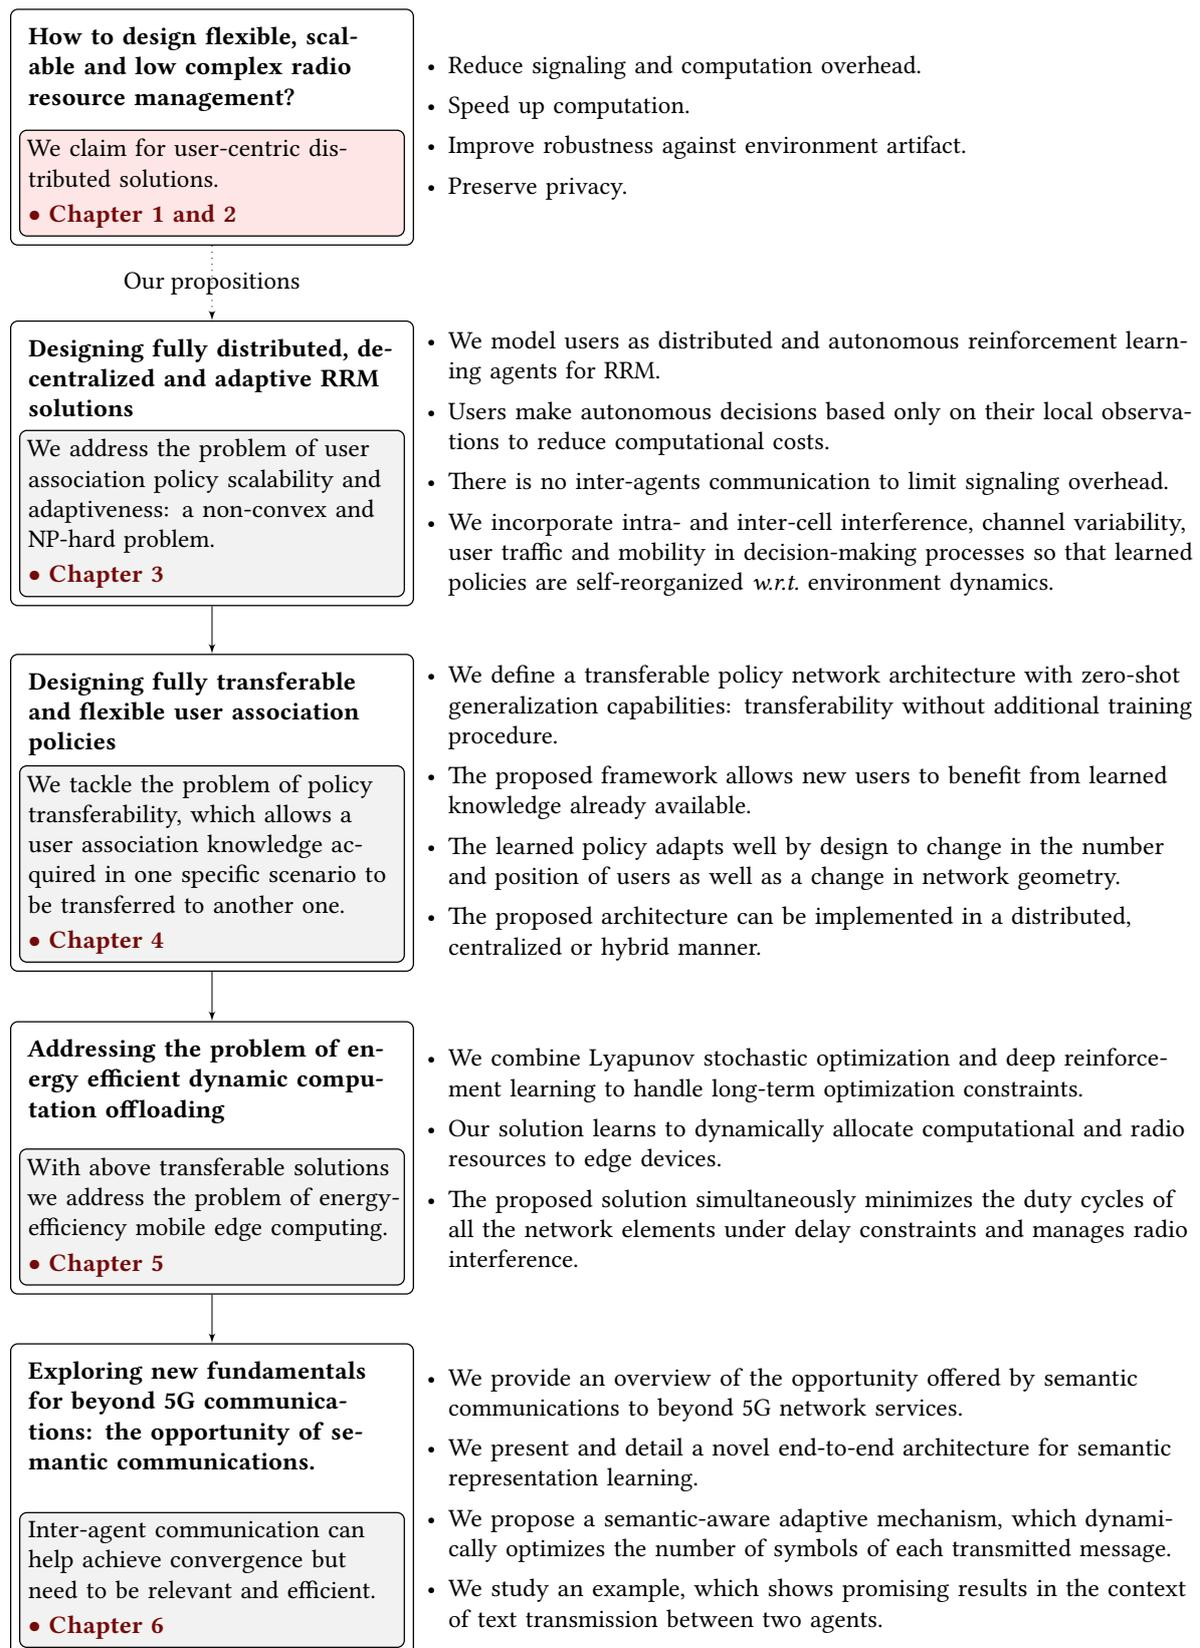 How to design flexible, scal-
able and low complex radio
resource management?
We claim for user-centric dis-
tributed solutions.
• Chapter 1 and 2
• Reduce signaling and computation overhead.
• Speed up computation.
• Improve robustness against environment artifact.
• Preserve privacy.
Our propositions
Designing fully distributed, de-
centralized and adaptive RRM
solutions
We address the problem of user
association policy scalability and
adaptiveness: a non-convex and
NP-hard problem.
• Chapter 3
• We model users as distributed and autonomous reinforcement learn-
ing agents for RRM.
• Users make autonomous decisions based only on their local observa-
tions to reduce computational costs.
• There is no inter-agents communication to limit signaling overhead.
• We incorporate intra- and inter-cell interference, channel variability,
user traffic and mobility in decision-making processes so that learned
policies are self-reorganized w.r.t. environment dynamics.
Designing fully transferable
and flexible user association
policies
We tackle the problem of policy
transferability, which allows a
user association knowledge ac-
quired in one specific scenario to
be transferred to another one.
• Chapter 4
• We define a transferable policy network architecture with zero-shot
generalization capabilities: transferability without additional training
procedure.
• The proposed framework allows new users to benefit from learned
knowledge already available.
• The learned policy adapts well by design to change in the number
and position of users as well as a change in network geometry.
• The proposed architecture can be implemented in a distributed,
centralized or hybrid manner.
Addressing the problem of en-
ergy efficient dynamic compu-
tation offloading
With above transferable solutions
we address the problem of energy-
efficiency mobile edge computing.
• Chapter 5
• We combine Lyapunov stochastic optimization and deep reinforce-
ment learning to handle long-term optimization constraints.
• Our solution learns to dynamically allocate computational and radio
resources to edge devices.
• The proposed solution simultaneously minimizes the duty cycles of
all the network elements under delay constraints and manages radio
interference.
Exploring new fundamentals
for beyond 5G communica-
tions: the opportunity of se-
mantic communications.
Inter-agent communication can
help achieve convergence but
need to be relevant and efficient.
• Chapter 6
• We provide an overview of the opportunity offered by semantic
communications to beyond 5G network services.
• We present and detail a novel end-to-end architecture for semantic
representation learning.
• We propose a semantic-aware adaptive mechanism, which dynami-
cally optimizes the number of symbols of each transmitted message.
• We study an example, which shows promising results in the context
of text transmission between two agents.